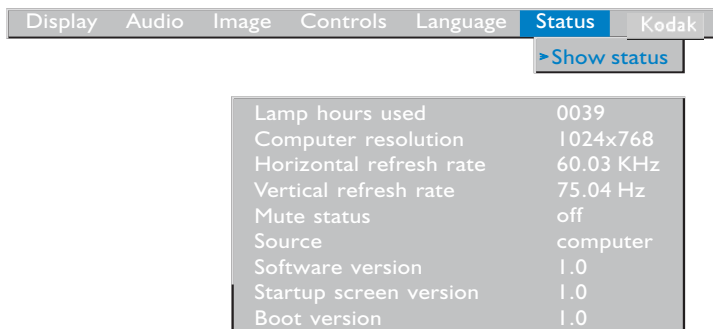 Display Audio Image Controls Language Status Kodak
➤Show status
Lamp hours used 0039
Computer resolution 1024x768
Horizontal refresh rate 60.03 KHz
Vertical refresh rate 75.04 Hz
Mute status off
Source computer
Software version 1.0
Startup screen version 1.0
Boot version 1.0